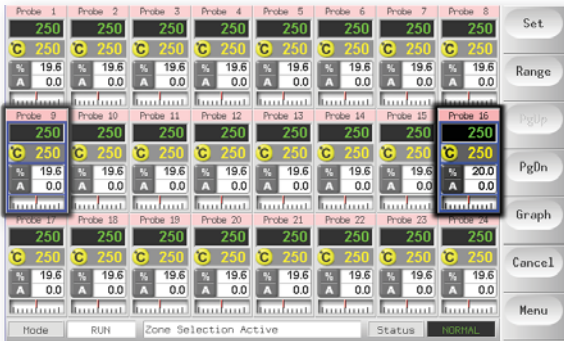 Probe 1 Probe 2 Probe 3 Probe 4 Probe 5 Probe 6 Probe 7 Probe 8
250 250 250 250 250 250 250 250
°C 250 °C 250 °C 250 °C 250 °C 250 °C 250 °C 250 °C 250
% 19.6 % 19.6 % 19.6 % 19.6 % 19.6 % 19.6 % 19.6 % 19.6
A 0.0 A 0.0 A 0.0 A 0.0 A 0.0 A 0.0 A 0.0 A 0.0
Probe 9 Probe 10 Probe 11 Probe 12 Probe 13 Probe 14 Probe 15 Probe 16
250 250 250 250 250 250 250 250
°C 250 °C 250 °C 250 °C 250 °C 250 °C 250 °C 250 °C 250
% 19.6 % 19.6 % 19.6 % 19.6 % 19.6 % 19.6 % 19.6 % 20.0
A 0.0 A 0.0 A 0.0 A 0.0 A 0.0 A 0.0 A 0.0 A 0.0
Probe 17 Probe 18 Probe 19 Probe 20 Probe 21 Probe 22 Probe 23 Probe 24
250 250 250 250 250 250 250 250
°C 250 °C 250 °C 250 °C 250 °C 250 °C 250 °C 250 °C 250
% 19.6 % 19.6 % 19.6 % 19.6 % 19.6 % 19.6 % 19.6 % 19.6
A 0.0 A 0.0 A 0.0 A 0.0 A 0.0 A 0.0 A 0.0 A 0.0
Mode RUN Zone Selection Active Status NORMAL
Set
Range
PgUp
PgDn
Graph
Cancel
Menu